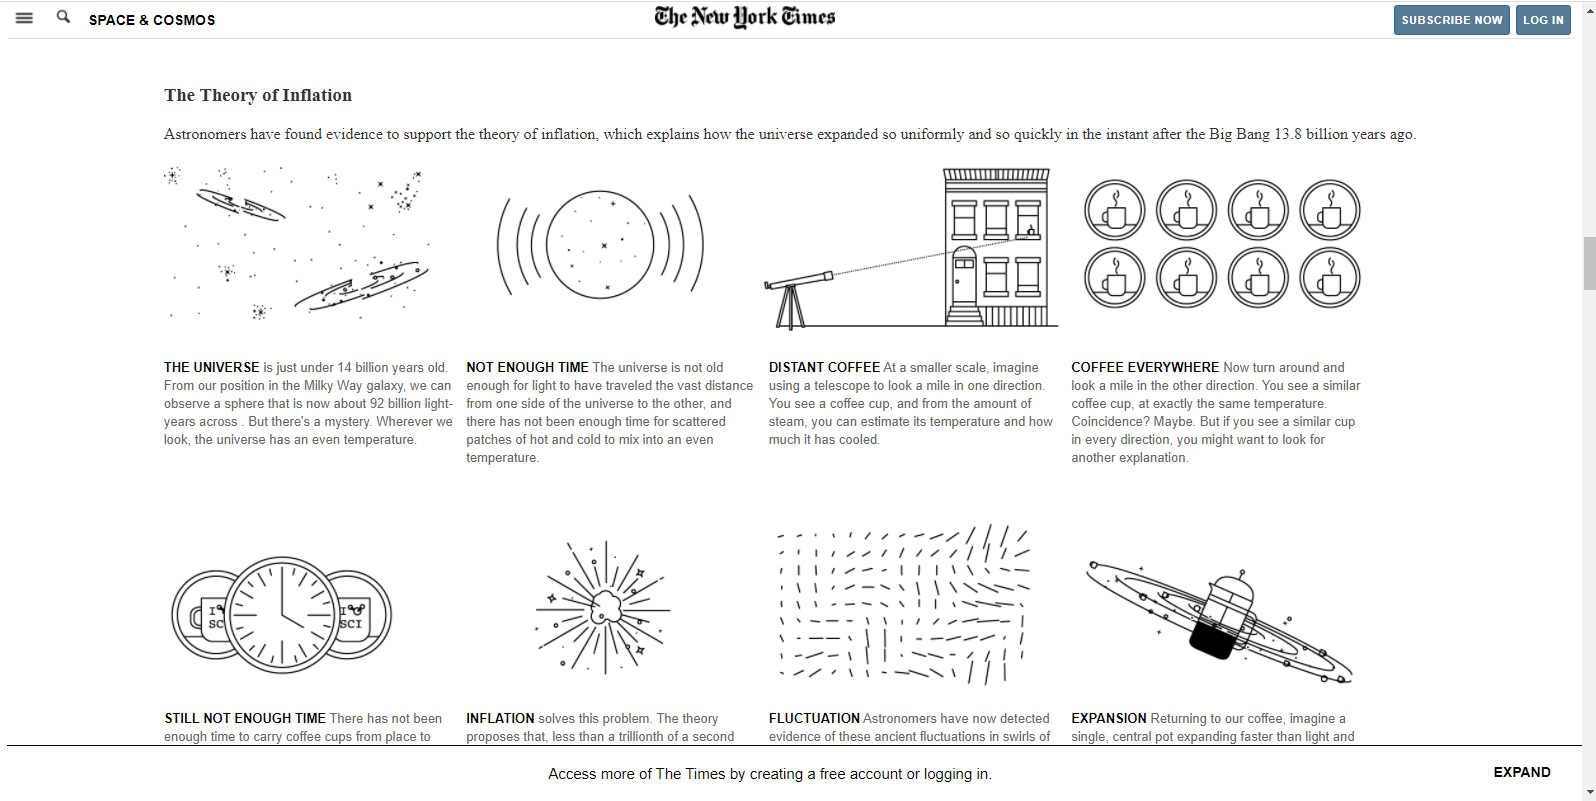 SPACE & COSMOS
The New York Times
SUBSCRIBE NOW
LOG IN
The Theory of Inflation
Astronomers have found evidence to support the theory of inflation, which explains how the universe expanded so uniformly and so quickly in the instant after the Big Bang 13.8 billion years ago.
THE UNIVERSE is just under 14 billion years old.
From our position in the Milky Way galaxy, we can
observe a sphere that is now about 92 billion light-
years across . But there's a mystery. Wherever we
look, the universe has an even temperature.
NOT ENOUGH TIME The universe is not old
enough for light to have traveled the vast distance
from one side of the universe to the other, and
there has not been enough time for scattered
patches of hot and cold to mix into an even
temperature.
DISTANT COFFEE At a smaller scale, imagine
using a telescope to look a mile in one direction.
You see a coffee cup, and from the amount of
steam, you can estimate its temperature and how
much it has cooled.
COFFEE EVERYWHERE Now turn around and
look a mile in the other direction. You see a similar
coffee cup, at exactly the same temperature.
Coincidence? Maybe. But if you see a similar cup
in every direction, you might want to look for
another explanation.
I
SC
I
SCI
STILL NOT ENOUGH TIME There has not been
enough time to carry coffee cups from place to
INFLATION solves this problem. The theory
proposes that, less than a trillionth of a second
FLUCTUATION Astronomers have now detected
evidence of these ancient fluctuations in swirls of
EXPANSION Returning to our coffee, imagine a
single, central pot expanding faster than light and
Access more of The Times by creating a free account or logging in.
EXPAND